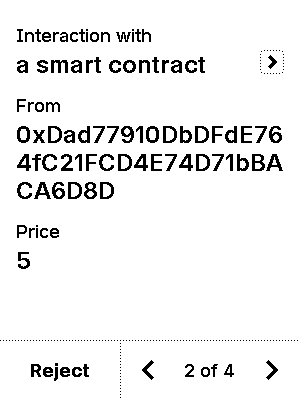 Interaction with
a smart contract
From
0xDad77910DbDFdE76
4fC21FCD4E74D71bBA
CA6D8D
Price
5
Reject
2 of 4